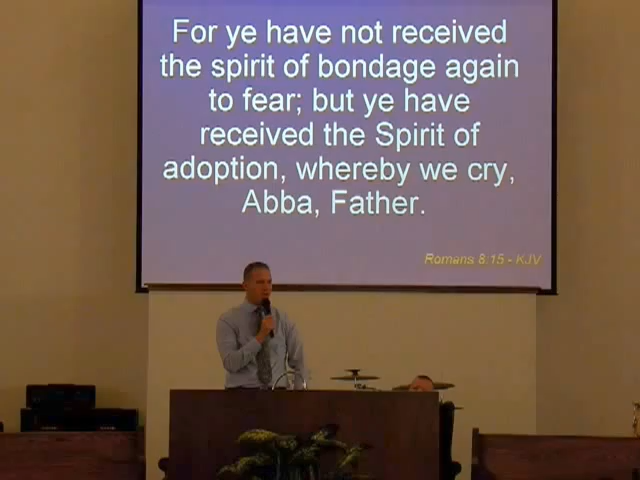 For ye have not received
the spirit of bondage again
to fear; but ye have
received the Spirit of
adoption, whereby we cry,
Abba, Father.
Romans 8:15 - KJV